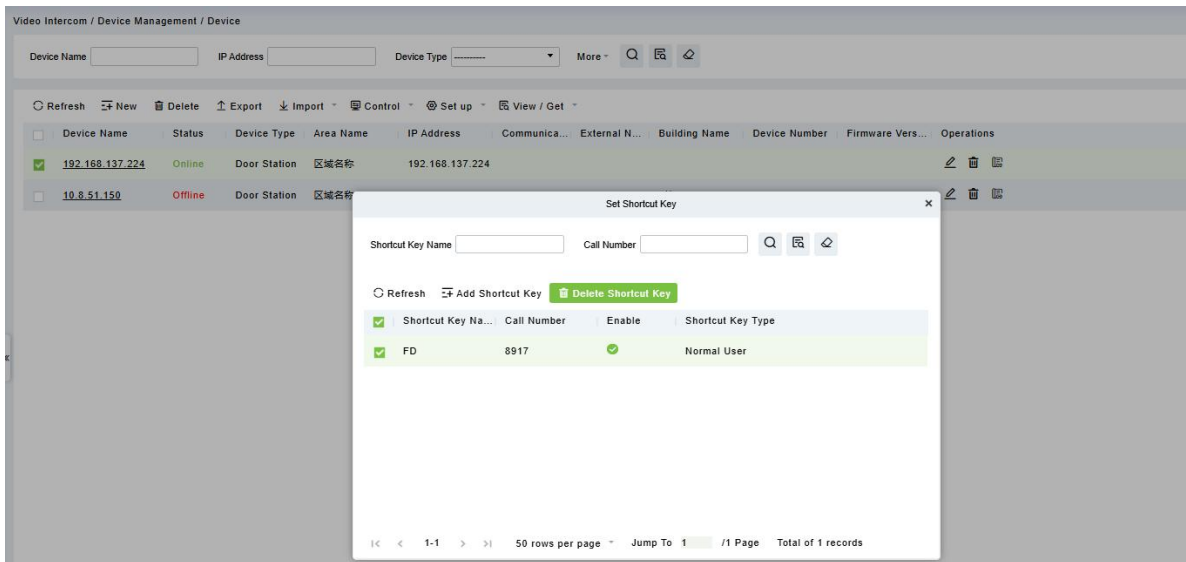 Video Intercom / Device Management / Device
Device Name IP Address Device Type ---------- More
Refresh New Delete Export Import Control Set up View / Get
Device Name Status Device Type Area Name IP Address Communica... External N... Building Name Device Number Firmware Vers... Operations
192.168.137.224 Online Door Station 区域名称 192.168.137.224
10.8.51.150 Offline Door Station 区域名称
Set Shortcut Key
Shortcut Key Name Call Number
Refresh Add Shortcut Key Delete Shortcut Key
Shortcut Key Na... Call Number Enable Shortcut Key Type
FD 8917 Normal User
1-1 50 rows per page Jump To 1 /1 Page Total of 1 records